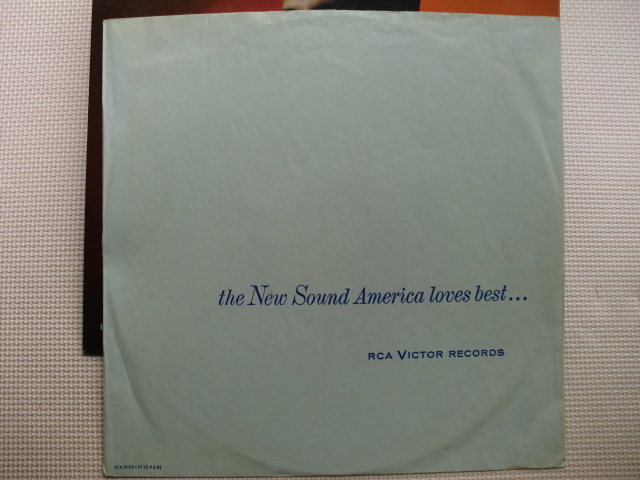 the New Sound America loves best...
RCA VICTOR RECORDS